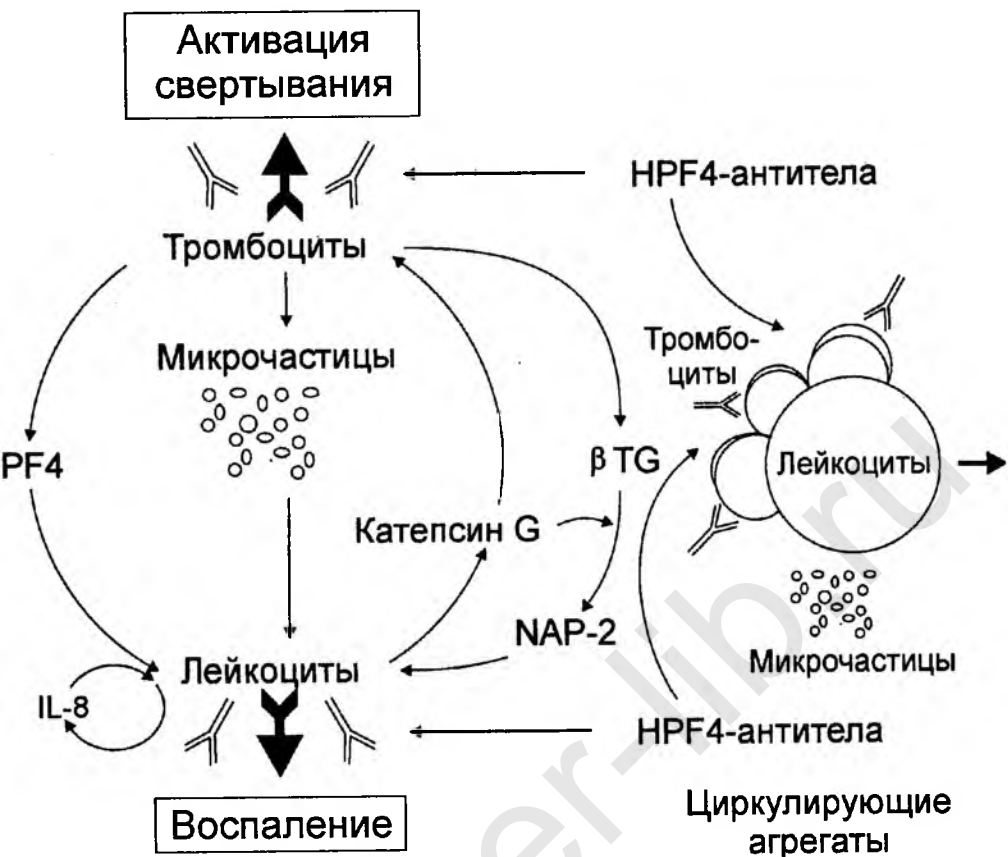 Активация
свертывания
HPF4-антитела
Тромбоциты
Микрочастицы
Тромбо-
циты
PF4
β TG
Лейкоциты
Катепсин G
NAP-2
Микрочастицы
Лейкоциты
IL-8
HPF4-антитела
Воспаление
Циркулирующие
агрегаты